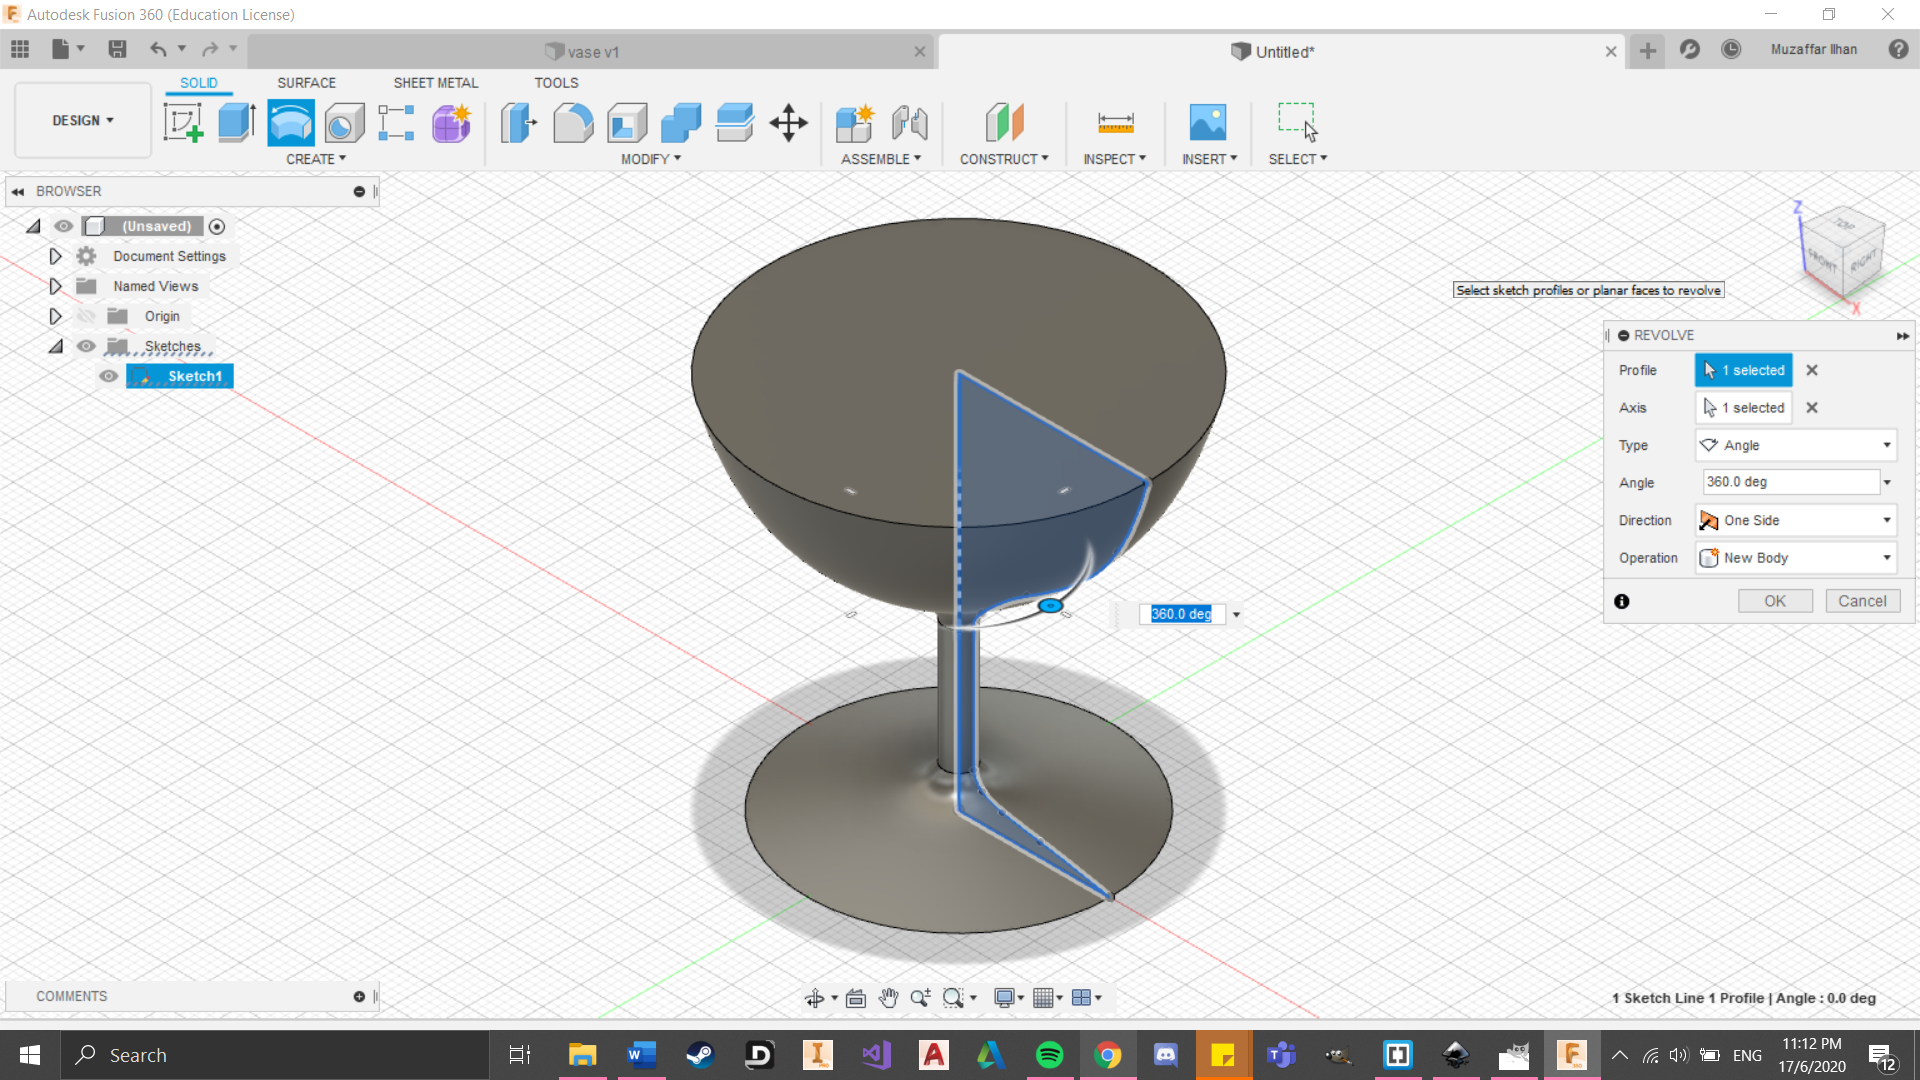 Autodesk Fusion 360 (Education License)
vase v1
Untitled*
Muzaffar Ilhan
SOLID
SURFACE
SHEET METAL
TOOLS
DESIGN
CREATE
MODIFY
ASSEMBLE
CONSTRUCT
INSPECT
INSERT
SELECT
BROWSER
(Unsaved)
Document Settings
Named Views
Origin
Sketches
Sketch1
Z
TOP
FRONT
RIGHT
X
Select sketch profiles or planar faces to revolve
REVOLVE
Profile 1 selected
Axis 1 selected
Type Angle
Angle 360.0 deg
Direction One Side
Operation New Body
OK Cancel
360.0 deg
COMMENTS
1 Sketch Line 1 Profile | Angle : 0.0 deg
Search
ENG
11:12 PM
17/6/2020
12